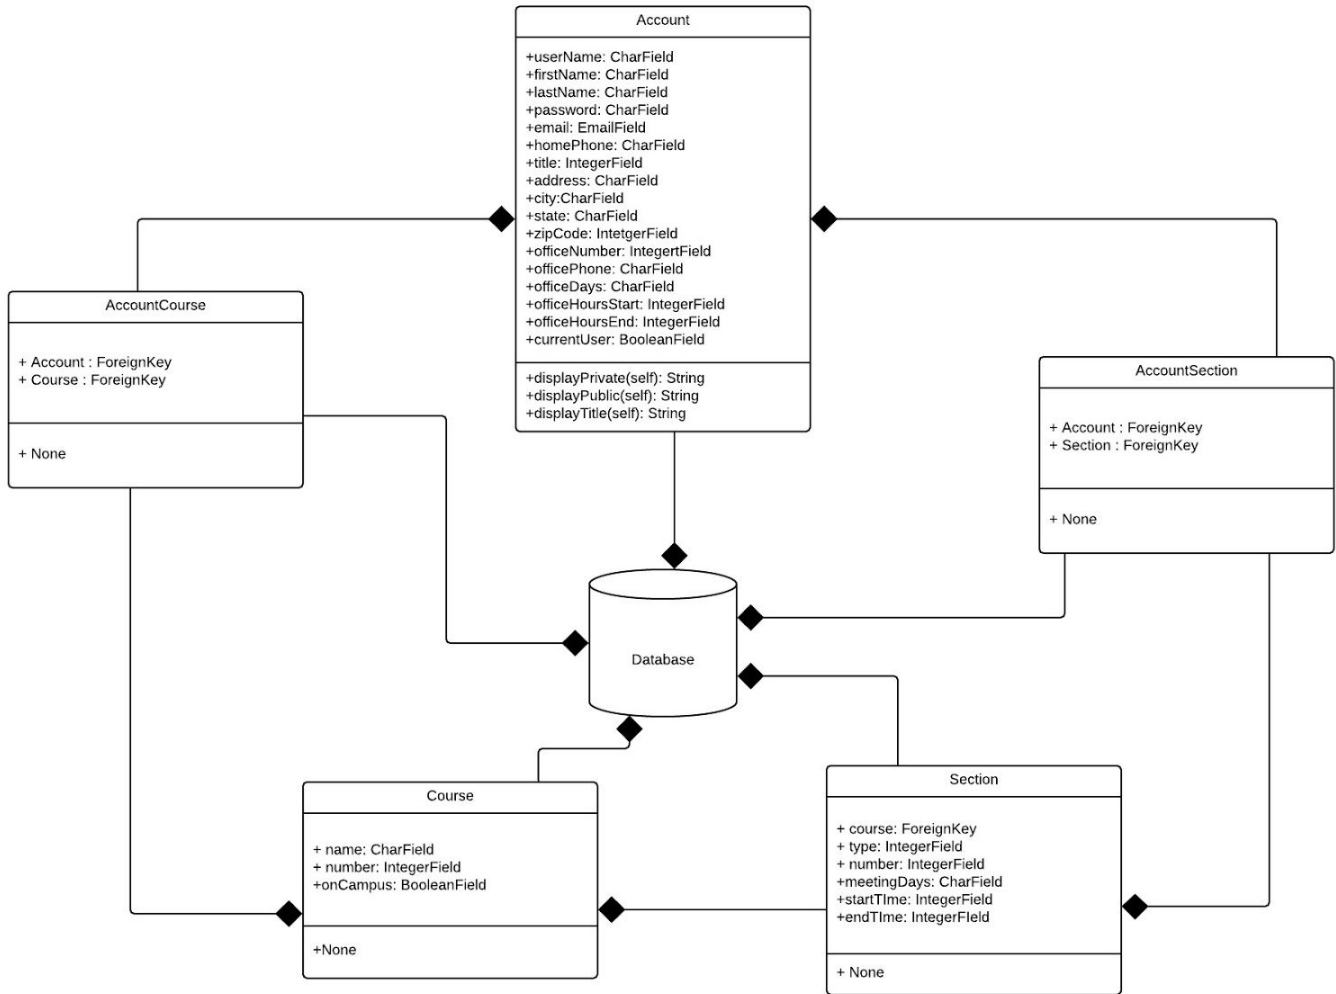 Account
+userName: CharField
+firstName: CharField
+lastName: CharField
+password: CharField
+email: EmailField
+homePhone: CharField
+title: IntegerField
+address: CharField
+city:CharField
+state: CharField
+zipCode: IntetgerField
+officeNumber: IntegertField
+officePhone: CharField
+officeDays: CharField
+officeHoursStart: IntegerField
+officeHoursEnd: IntegerField
+currentUser: BooleanField
+displayPrivate(self): String
+displayPublic(self): String
+displayTitle(self): String
AccountCourse
+ Account : ForeignKey
+ Course : ForeignKey
+ None
AccountSection
+ Account : ForeignKey
+ Section : ForeignKey
+ None
Database
Course
+ name: CharField
+ number: IntegerField
+onCampus: BooleanField
+None
Section
+ course: ForeignKey
+ type: IntegerField
+ number: IntegerField
+meetingDays: CharField
+startTIme: IntegerField
+endTIme: IntegerFIeld
+ None